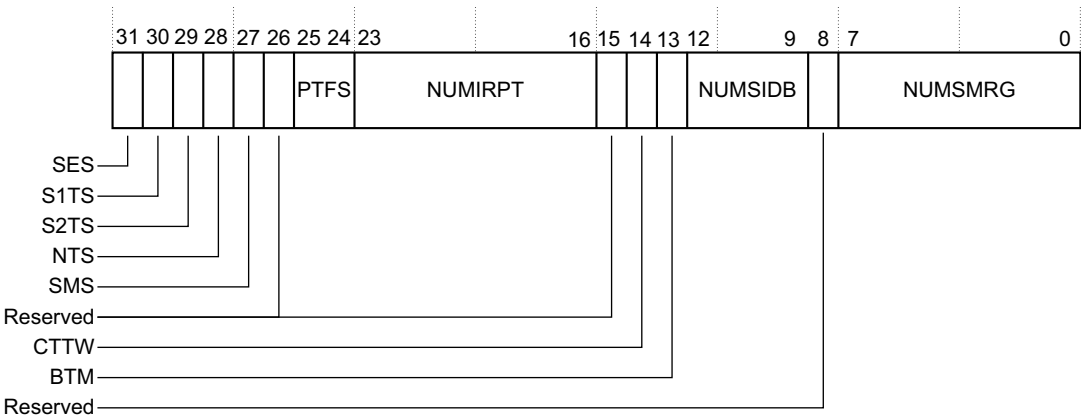 31 30 29 28 27 26 25 24 23 16 15 14 13 12 9 8 7 0
PTFS NUMIRPT NUMSIDB NUMSMRG
SES
S1TS
S2TS
NTS
SMS
Reserved
CTTW
BTM
Reserved